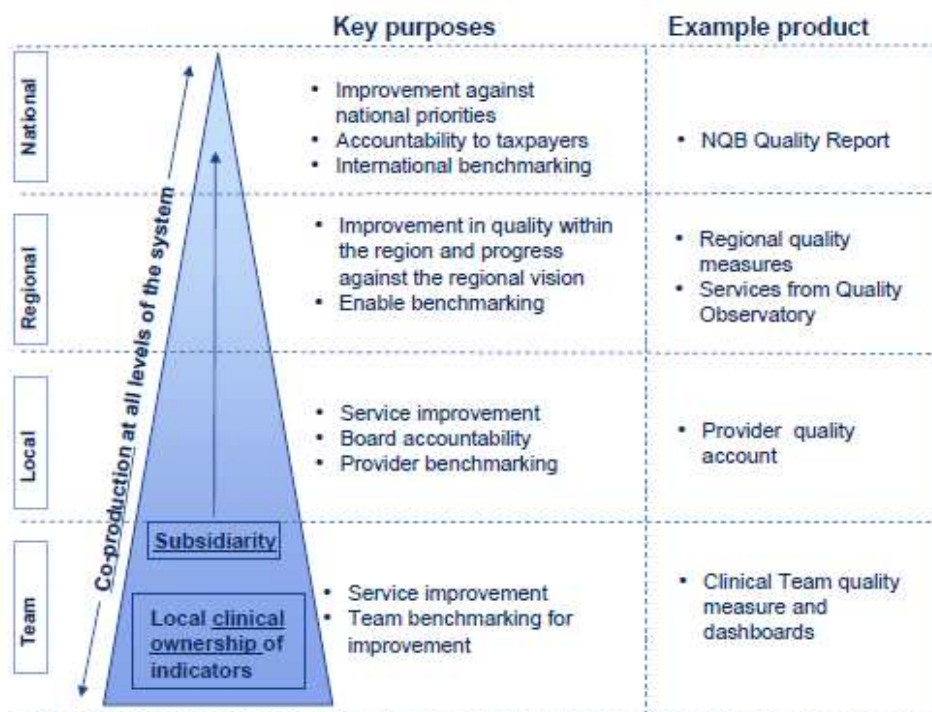 Key purposes
Example product
National
• Improvement against
national priorities
• Accountability to taxpayers
• International benchmarking
• NQB Quality Report
Regional
• Improvement in quality within
the region and progress
against the regional vision
• Enable benchmarking
• Regional quality
measures
• Services from Quality
Observatory
Co-production at all levels of the system
Local
• Service improvement
• Board accountability
• Provider benchmarking
• Provider quality
account
Subsidiarity
Team
Local clinical
ownership of
indicators
• Service improvement
• Team benchmarking for
improvement
• Clinical Team quality
measure and
dashboards